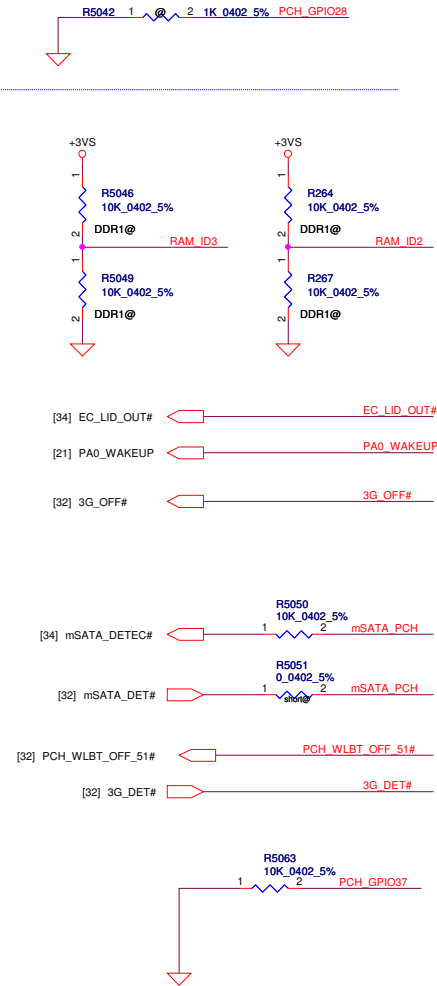 R5042 1 @ 2 1K_0402_5% PCH_GPIO28
+3VS +3VS
1 1
R5046 R264
10K_0402_5% 10K_0402_5%
DDR1@ DDR1@
2 2
RAM_ID3 RAM_ID2
1 1
R5049 R267
10K_0402_5% 10K_0402_5%
DDR1@ DDR1@
2 2
[34] EC_LID_OUT# EC_LID_OUT#
[21] PA0_WAKEUP PA0_WAKEUP
[32] 3G_OFF# 3G_OFF#
R5050
10K_0402_5%
[34] mSATA_DETEC# 1 2 mSATA_PCH
R5051
0_0402_5%
[32] mSATA_DET# 1 2 mSATA_PCH
short@
[32] PCH_WLBT_OFF_51# PCH_WLBT_OFF_51#
[32] 3G_DET# 3G_DET#
R5063
10K_0402_5%
1 2 PCH_GPIO37